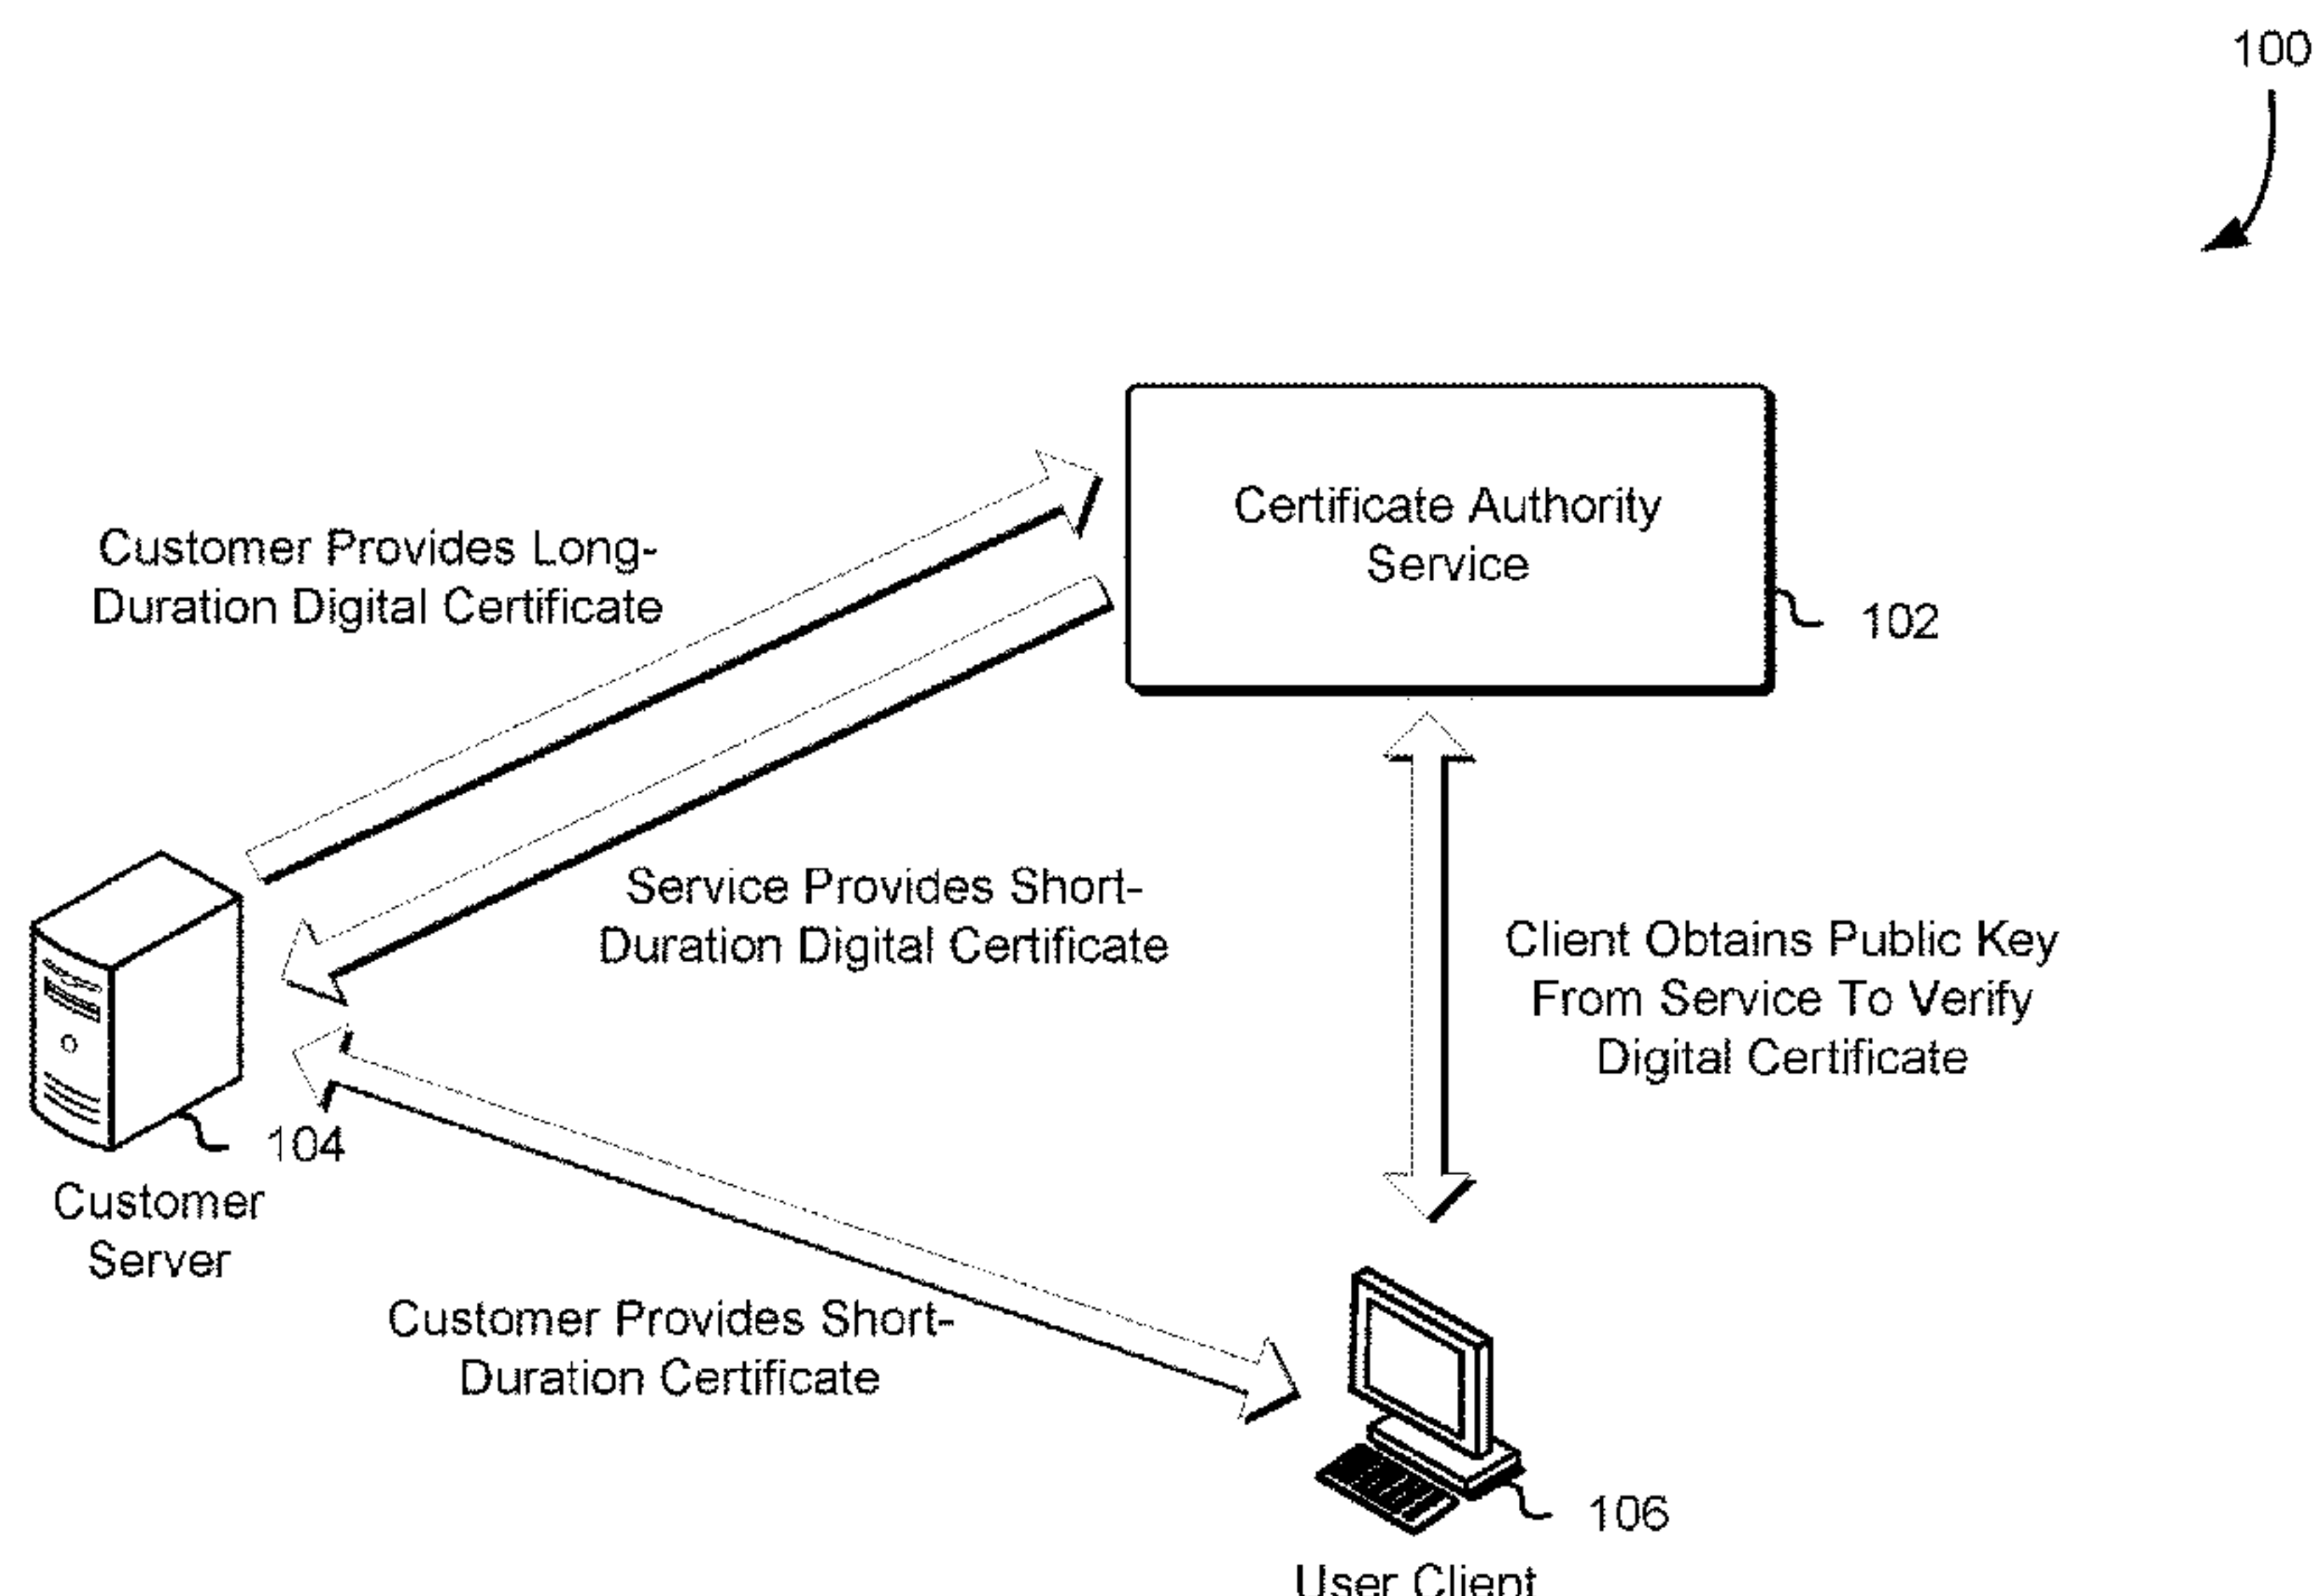 100
Certificate Authority
Service
102
Customer Provides Long-
Duration Digital Certificate
Service Provides Short-
Duration Digital Certificate
Client Obtains Public Key
From Service To Verify
Digital Certificate
104
Customer
Server
Customer Provides Short-
Duration Certificate
106
User Client